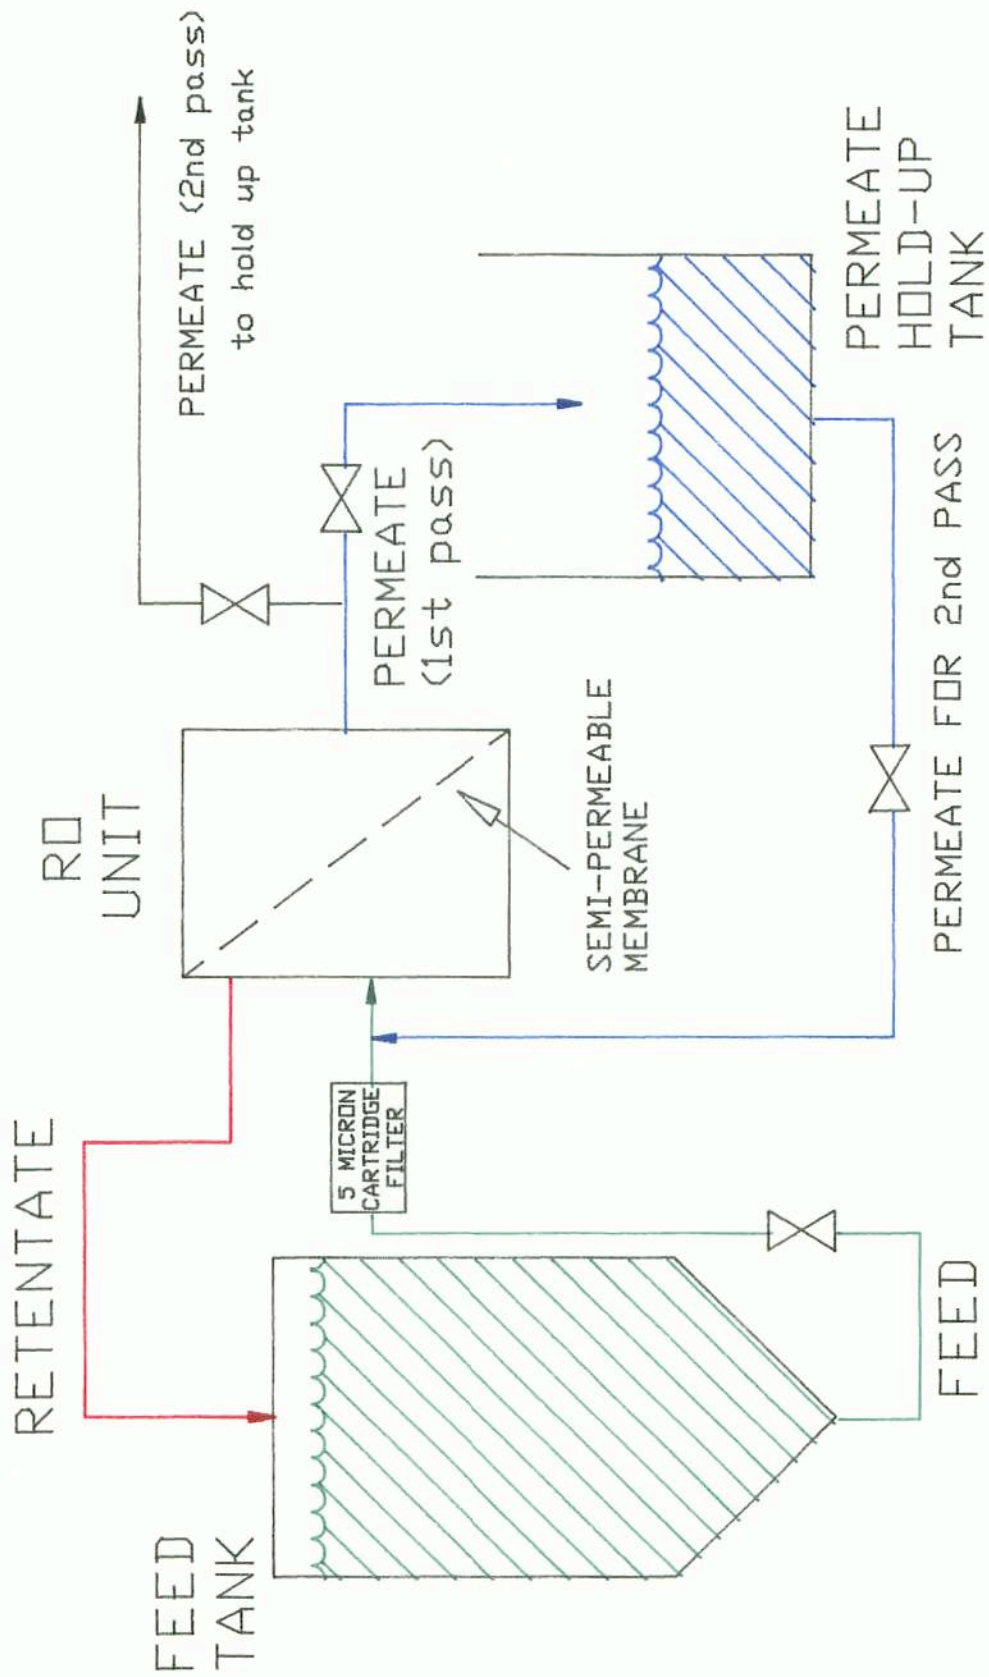 FEED
TANK
RETENTATE
FEED
5 MICRON
CARTRIDGE
FILTER
RO
UNIT
SEMI-PERMEABLE
MEMBRANE
PERMEATE
(1st pass)
PERMEATE (2nd pass)
to hold up tank
PERMEATE FOR 2nd PASS
PERMEATE
HOLD-UP
TANK